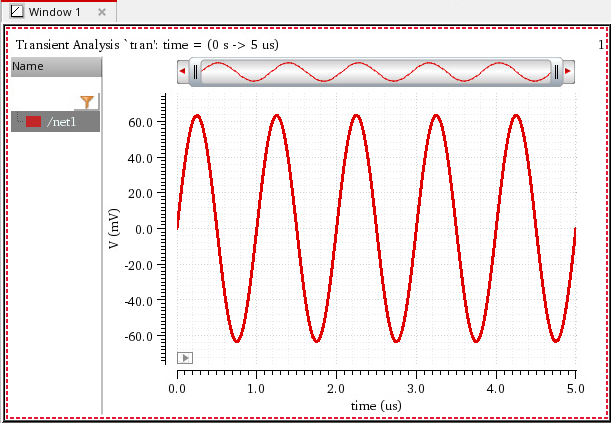 Window 1
Transient Analysis `tran': time = (0 s -> 5 us)
1
Name
/net1
60.0
40.0
20.0
0.0
-20.0
-40.0
-60.0
V (mV)
0.0 1.0 2.0 3.0 4.0 5.0
time (us)